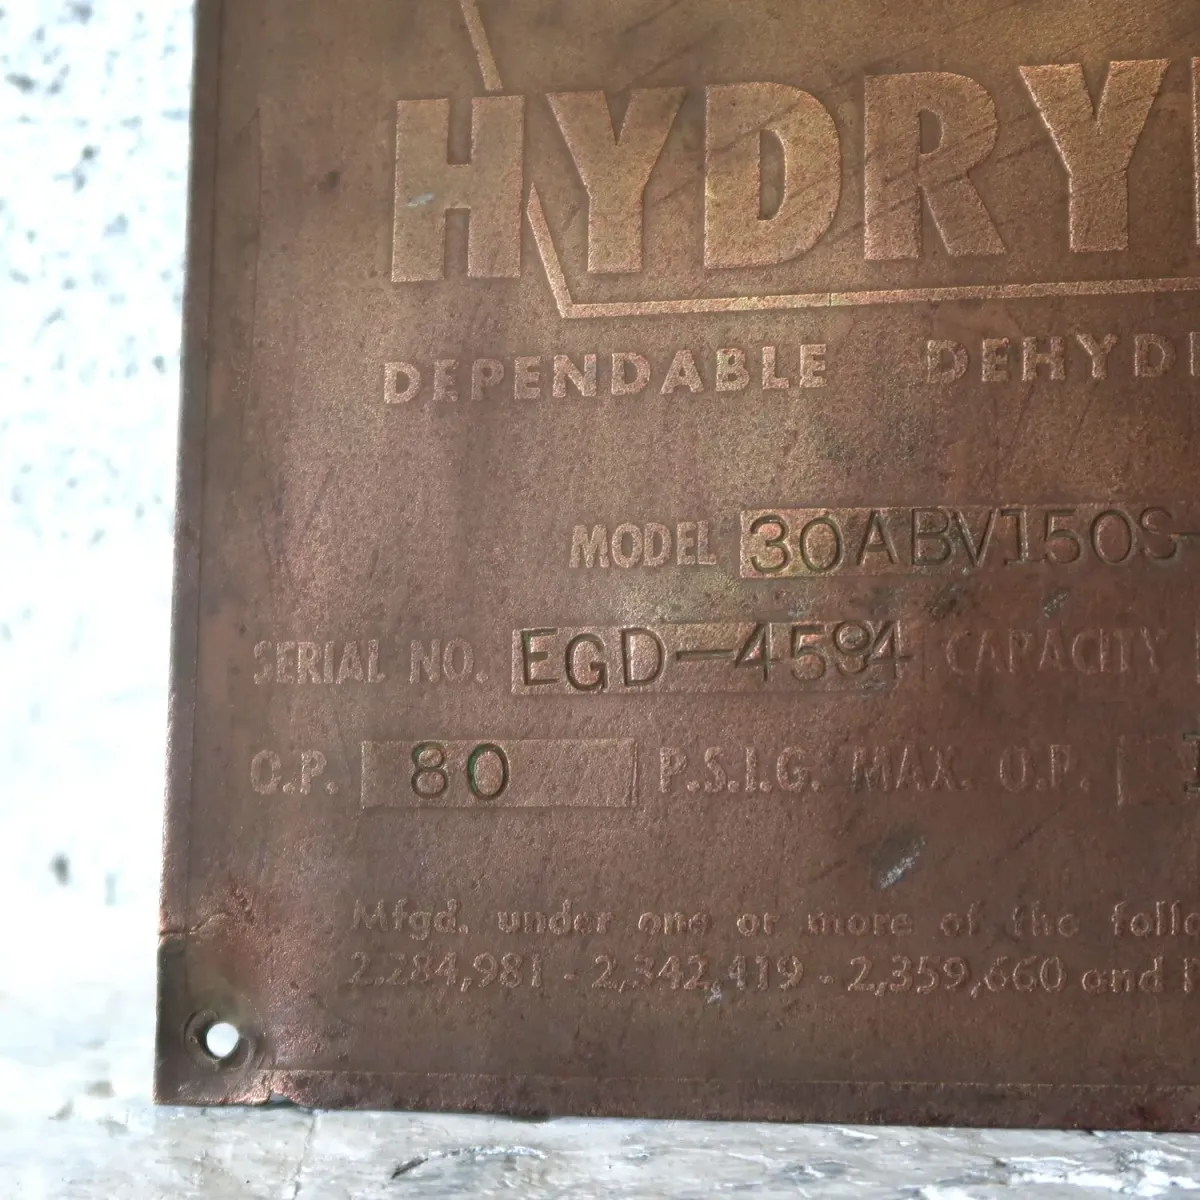 HYDRY
DEPENDABLE DEHYD
MODEL 30ABV150S-
SERIAL NO. EGD-4594 CAPACITY
O.P. 80 P.S.I.G. MAX. O.P.
Mfgd. under one or more of the follo
2,284,981 - 2,342,419 - 2,359,660 and